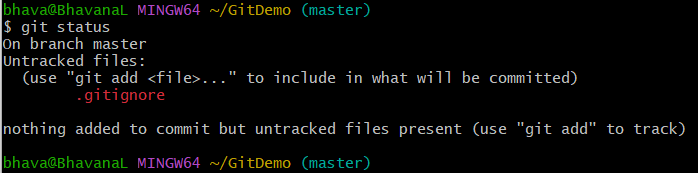 bhava@BhavanaL MINGW64 ~/GitDemo (master)
$ git status
On branch master
Untracked files:
  (use "git add <file>..." to include in what will be committed)
        .gitignore

nothing added to commit but untracked files present (use "git add" to track)

bhava@BhavanaL MINGW64 ~/GitDemo (master)